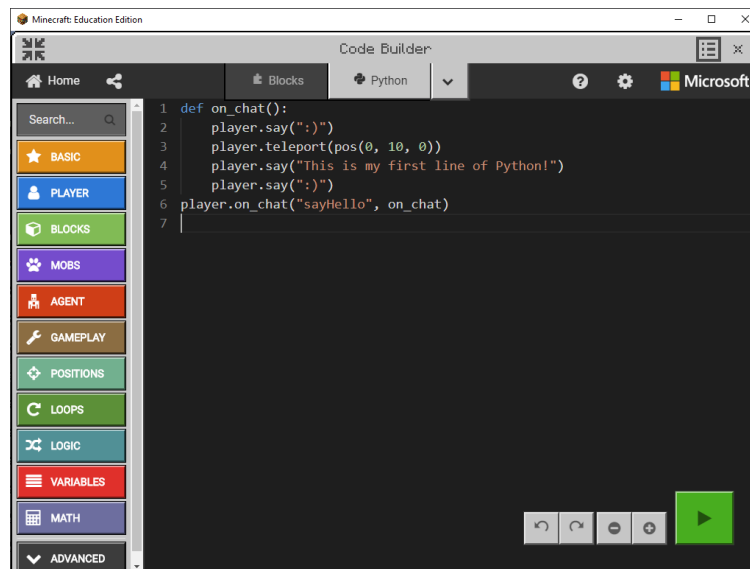 Minecraft: Education Edition
Code Builder
Home
Blocks
Python
Microsoft
Search...
BASIC
PLAYER
BLOCKS
MOBS
AGENT
GAMEPLAY
POSITIONS
LOOPS
LOGIC
VARIABLES
MATH
ADVANCED
1 def on_chat():
2     player.say(":)")
3     player.teleport(pos(0, 10, 0))
4     player.say("This is my first line of Python!")
5     player.say(":)")
6 player.on_chat("sayHello", on_chat)
7